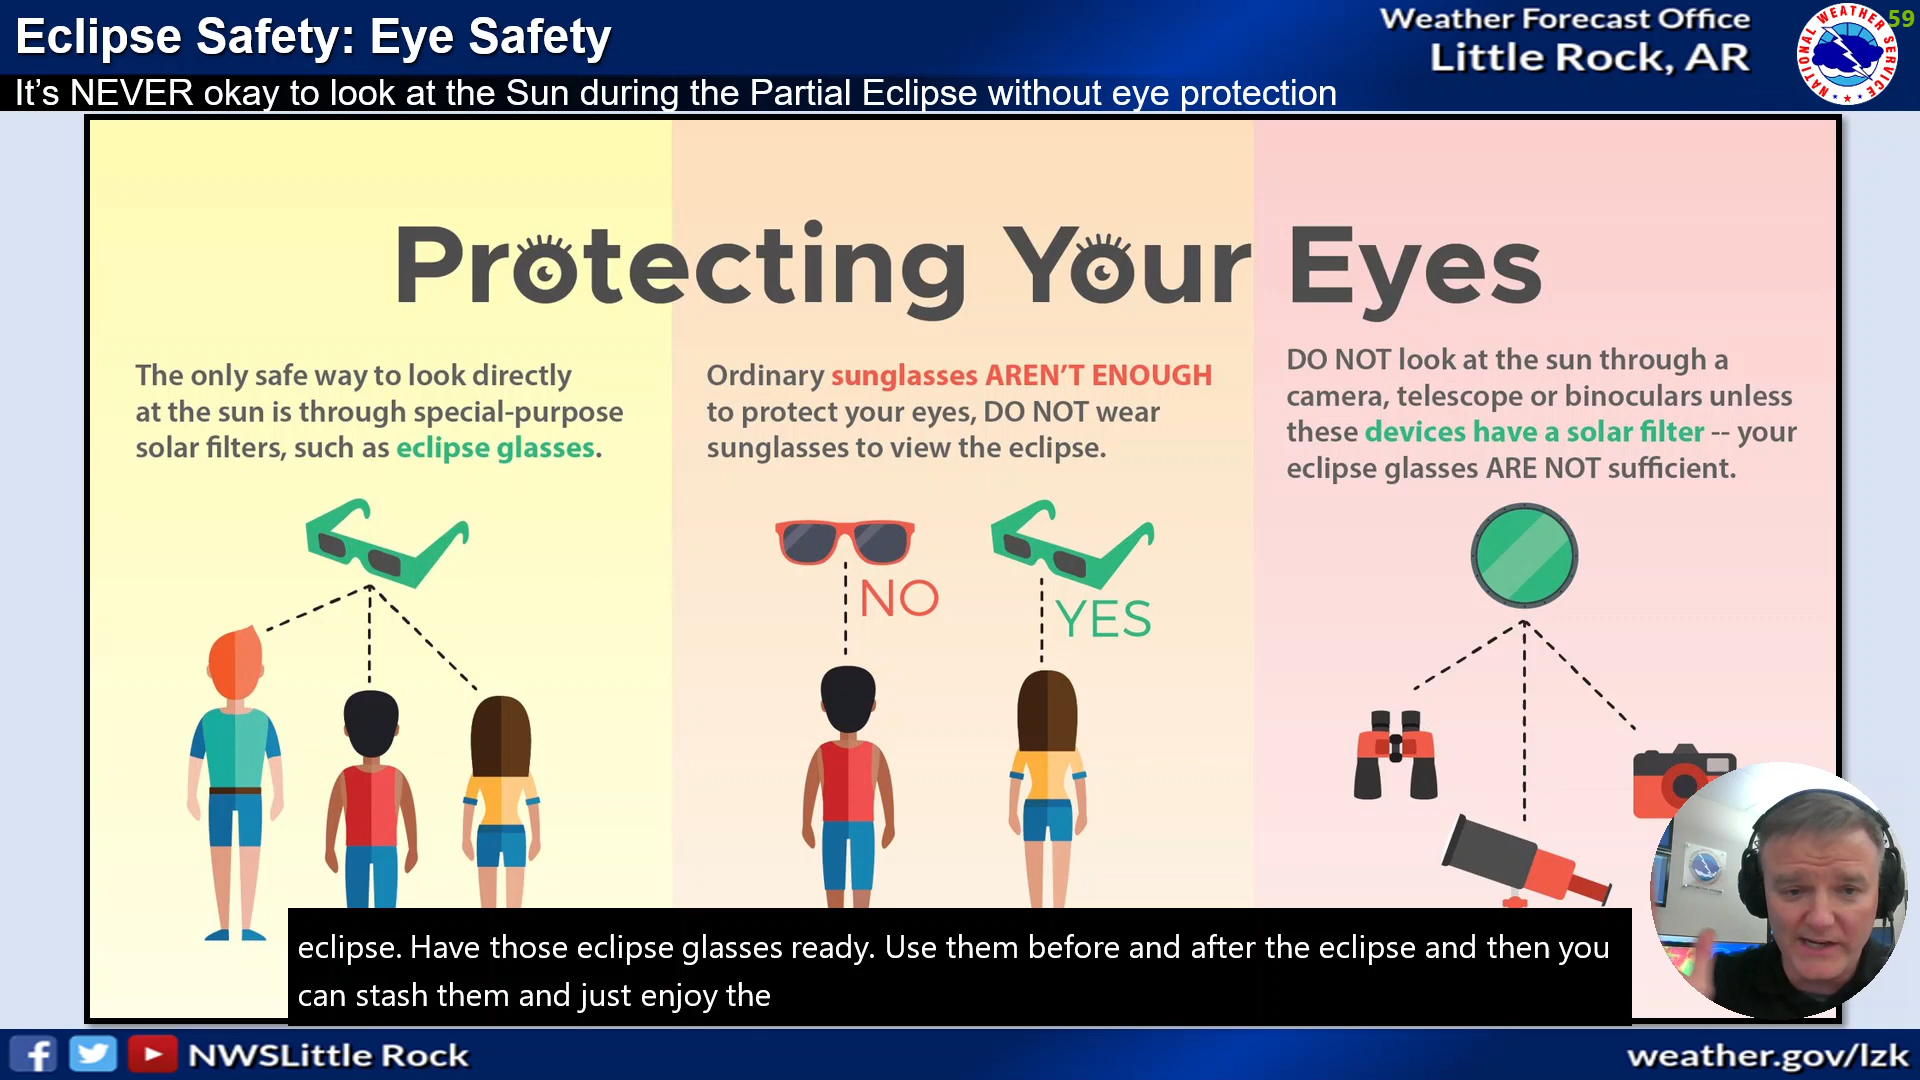 Eclipse Safety: Eye Safety
It's NEVER okay to look at the Sun during the Partial Eclipse without eye protection
Weather Forecast Office
Little Rock, AR
NATIONAL WEATHER SERVICE
59
Protecting Your Eyes
The only safe way to look directly
at the sun is through special-purpose
solar filters, such as eclipse glasses.
Ordinary sunglasses AREN'T ENOUGH
to protect your eyes, DO NOT wear
sunglasses to view the eclipse.
NO
YES
DO NOT look at the sun through a
camera, telescope or binoculars unless
these devices have a solar filter -- your
eclipse glasses ARE NOT sufficient.
eclipse. Have those eclipse glasses ready. Use them before and after the eclipse and then you
can stash them and just enjoy the
NWSLittle Rock
weather.gov/lzk